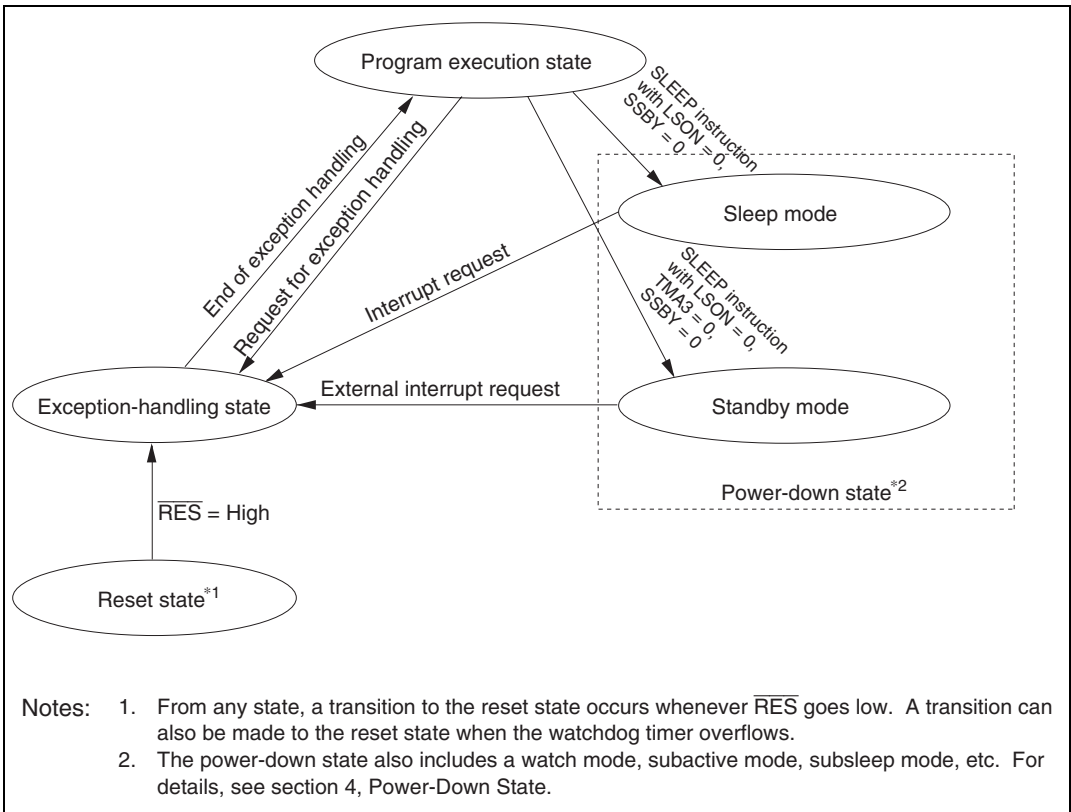 Program execution state
SLEEP instruction
with LSON = 0,
SSBY = 0
Sleep mode
End of exception handling
Request for exception handling
Interrupt request
SLEEP instruction
with LSON = 0,
TMA3 = 0,
SSBY = 0
Exception-handling state
External interrupt request
Standby mode
Power-down state*2
RES = High
Reset state*1
Notes: 1. From any state, a transition to the reset state occurs whenever RES goes low. A transition can
also be made to the reset state when the watchdog timer overflows.
2. The power-down state also includes a watch mode, subactive mode, subsleep mode, etc. For
details, see section 4, Power-Down State.